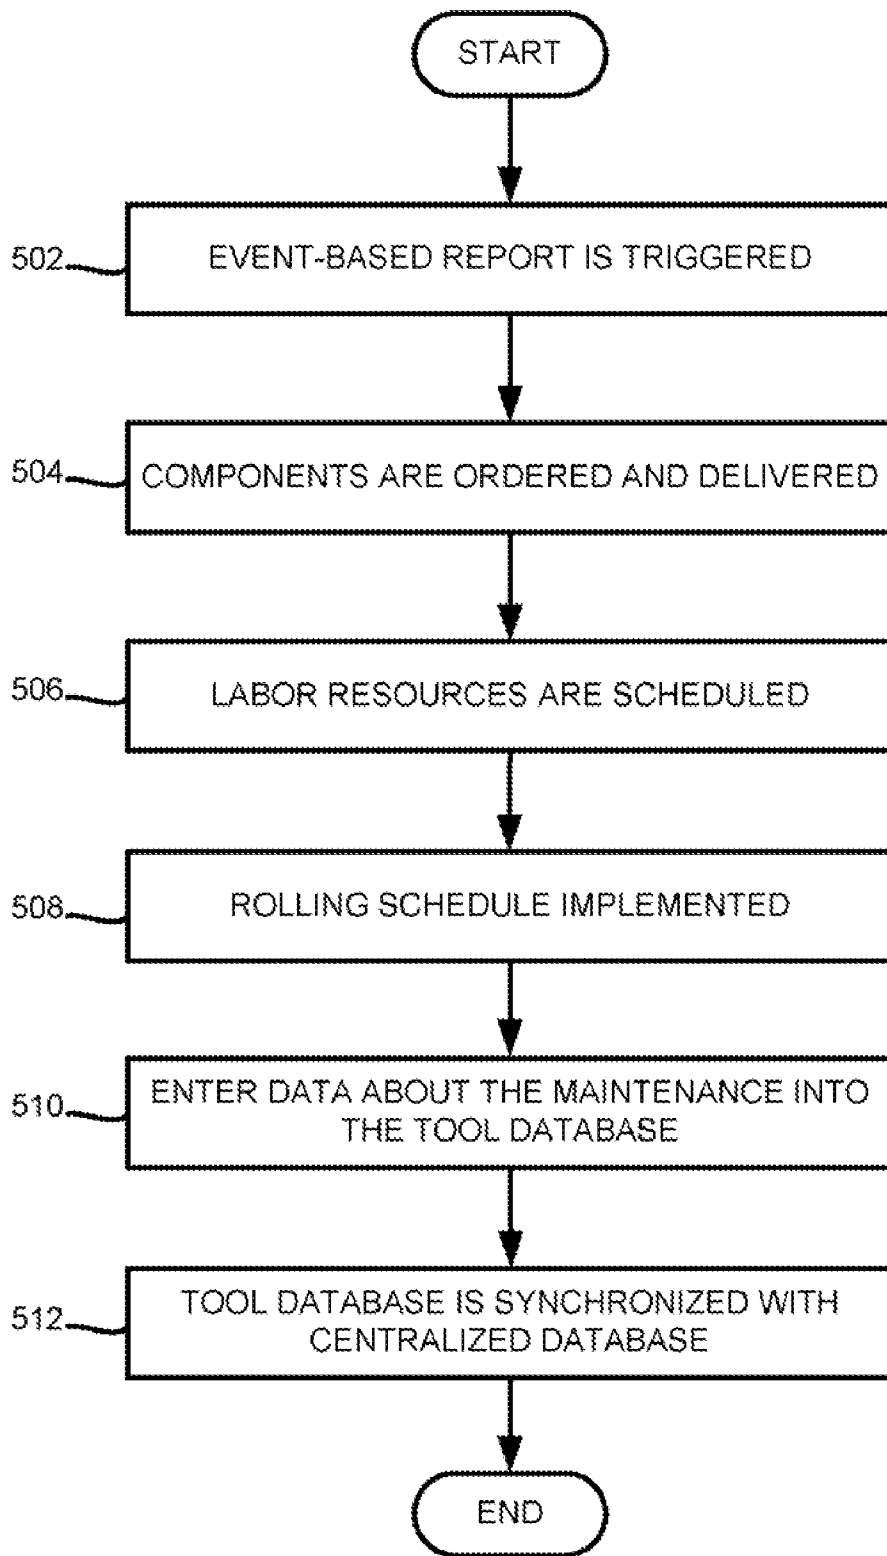 START
502
EVENT-BASED REPORT IS TRIGGERED
504
COMPONENTS ARE ORDERED AND DELIVERED
506
LABOR RESOURCES ARE SCHEDULED
508
ROLLING SCHEDULE IMPLEMENTED
510
ENTER DATA ABOUT THE MAINTENANCE INTO
THE TOOL DATABASE
512
TOOL DATABASE IS SYNCHRONIZED WITH
CENTRALIZED DATABASE
END